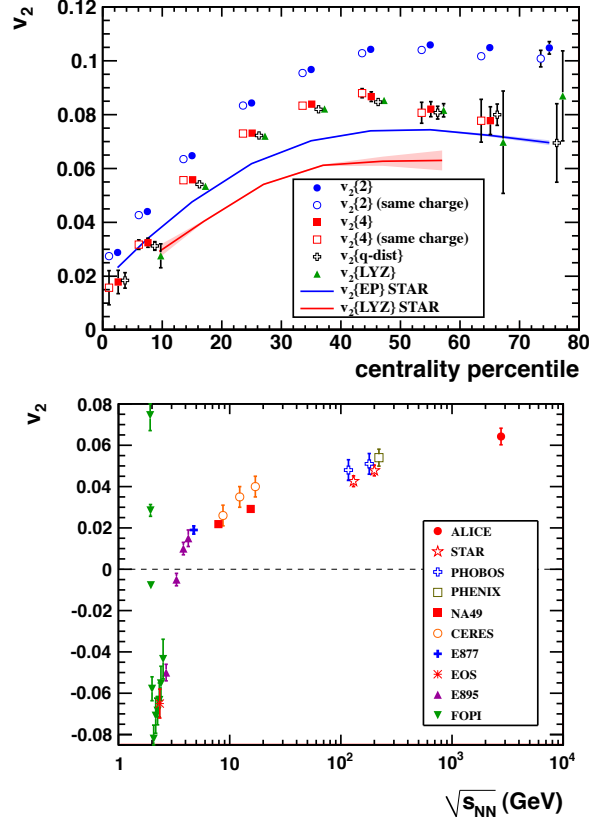 v2
0.12
0.1
0.08
0.06
0.04
0.02
0
v2{2}
v2{2} (same charge)
v2{4}
v2{4} (same charge)
v2{q-dist}
v2{LYZ}
v2{EP} STAR
v2{LYZ} STAR
0 10 20 30 40 50 60 70 80
centrality percentile
v2
0.08
0.06
0.04
0.02
0
-0.02
-0.04
-0.06
-0.08
ALICE
STAR
PHOBOS
PHENIX
NA49
CERES
E877
EOS
E895
FOPI
1 10 10² 10³ 10⁴
√sNN (GeV)